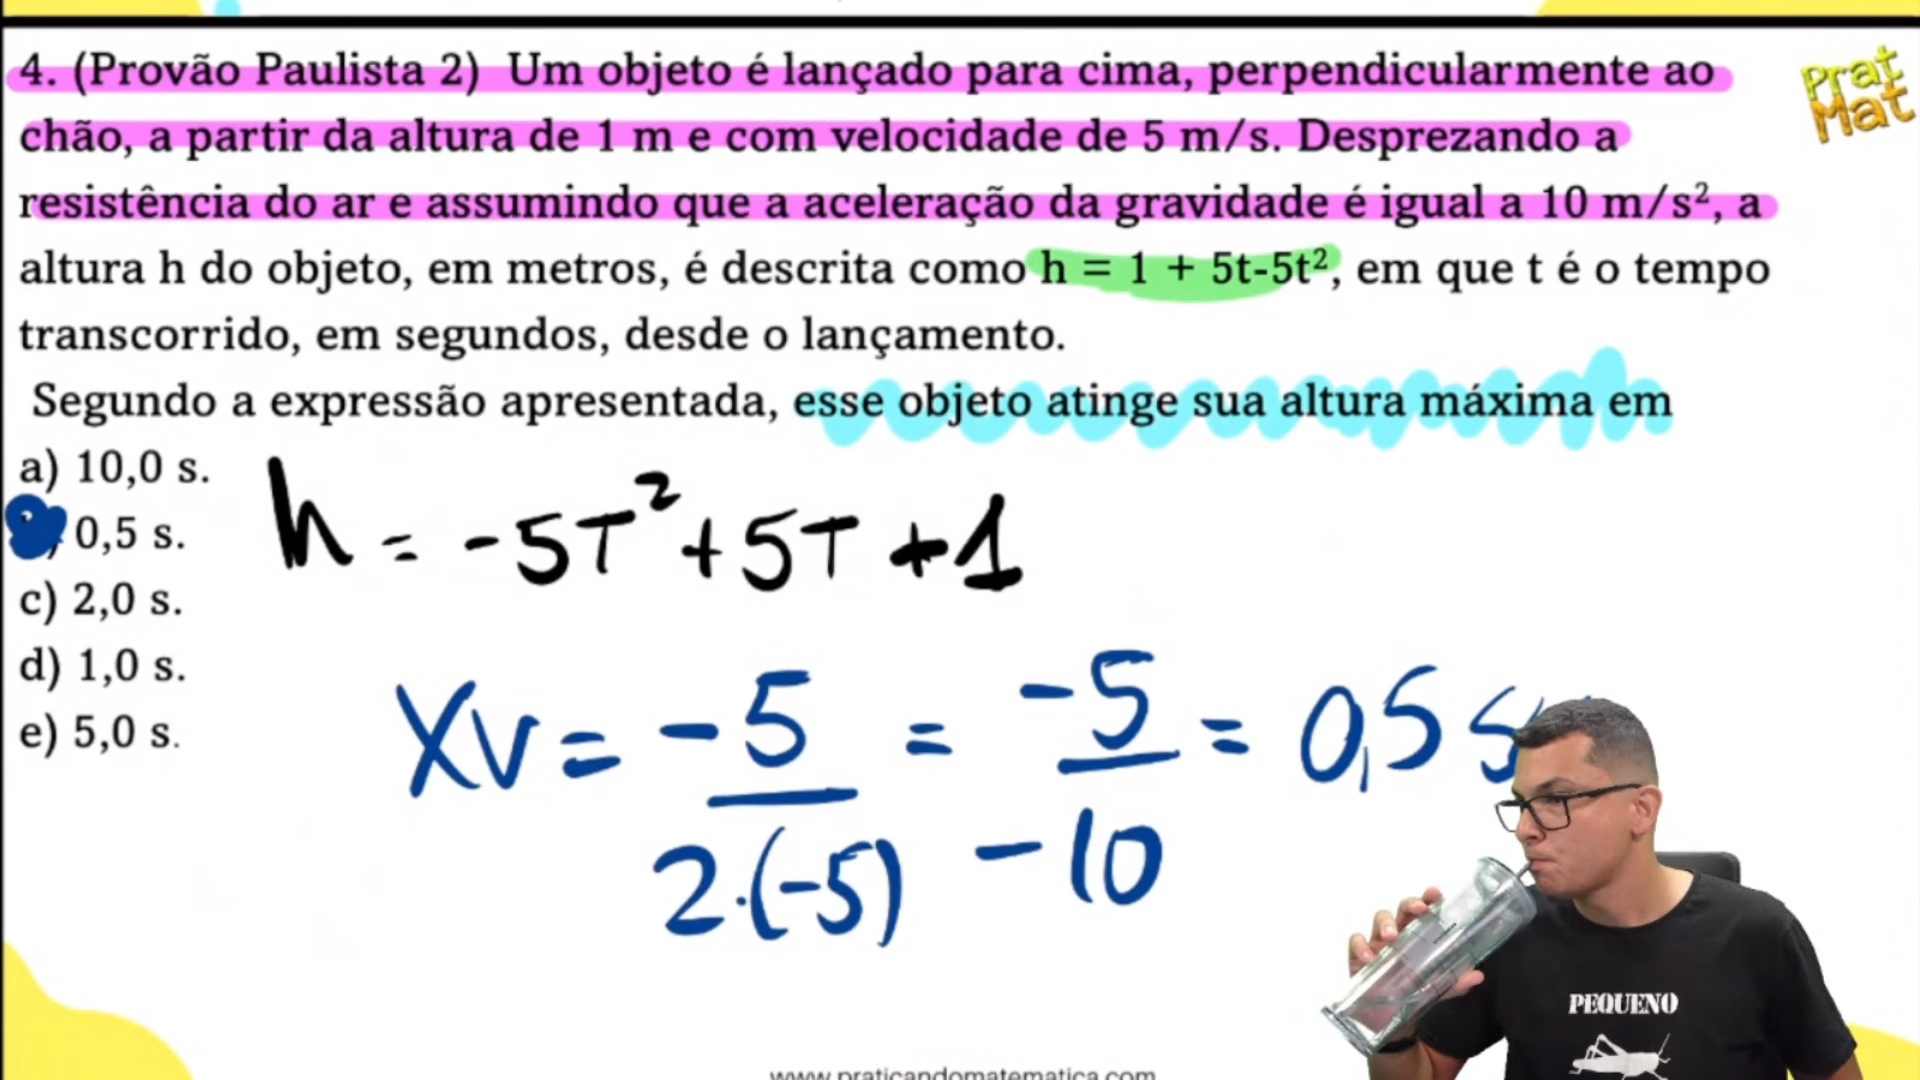 4. (Provão Paulista 2) Um objeto é lançado para cima, perpendicularmente ao
chão, a partir da altura de 1 m e com velocidade de 5 m/s. Desprezando a
resistência do ar e assumindo que a aceleração da gravidade é igual a 10 m/s², a
altura h do objeto, em metros, é descrita como h = 1 + 5t-5t², em que t é o tempo
transcorrido, em segundos, desde o lançamento.
Segundo a expressão apresentada, esse objeto atinge sua altura máxima em
a) 10,0 s.
0,5 s.
c) 2,0 s.
d) 1,0 s.
e) 5,0 s.
h = -5T² + 5T + 1
XV = -5 = -5 = 0,5 s
2·(-5) -10
Prat
Mat
PEQUENO
www.praticandomatematica.com